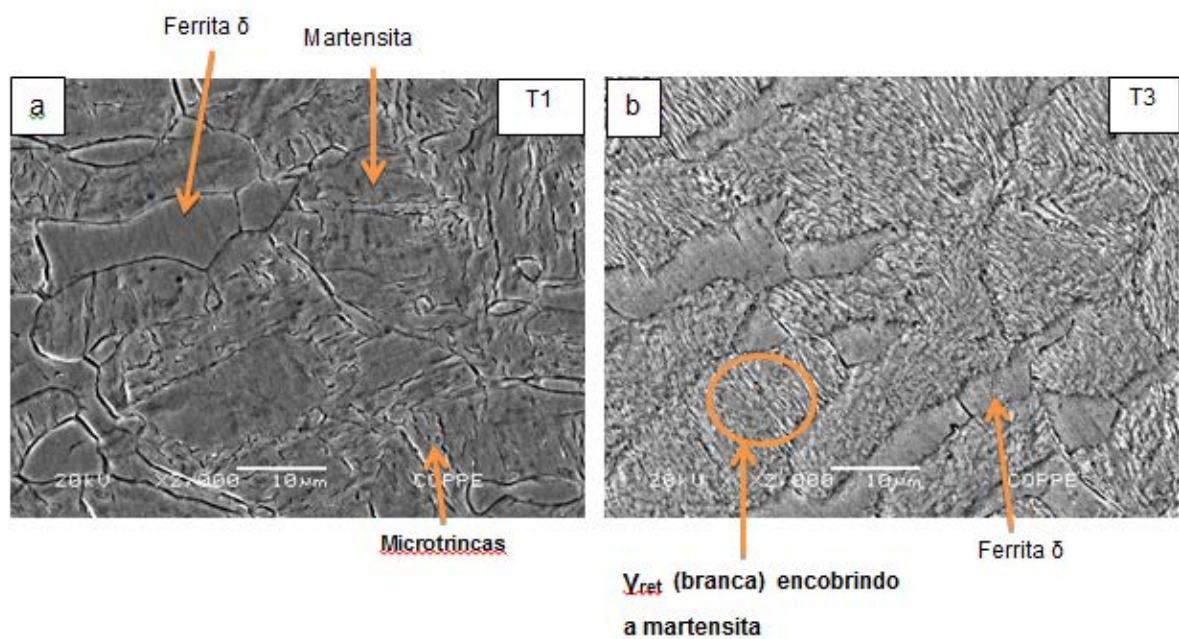 Ferrita δ
Martensita
a
T1
b
T3
20kV X2,000 10µm COPPE
20kV X2,000 10µm COPPE
Microtrincas
Ferrita δ
γret (branca) encobrindo
a martensita